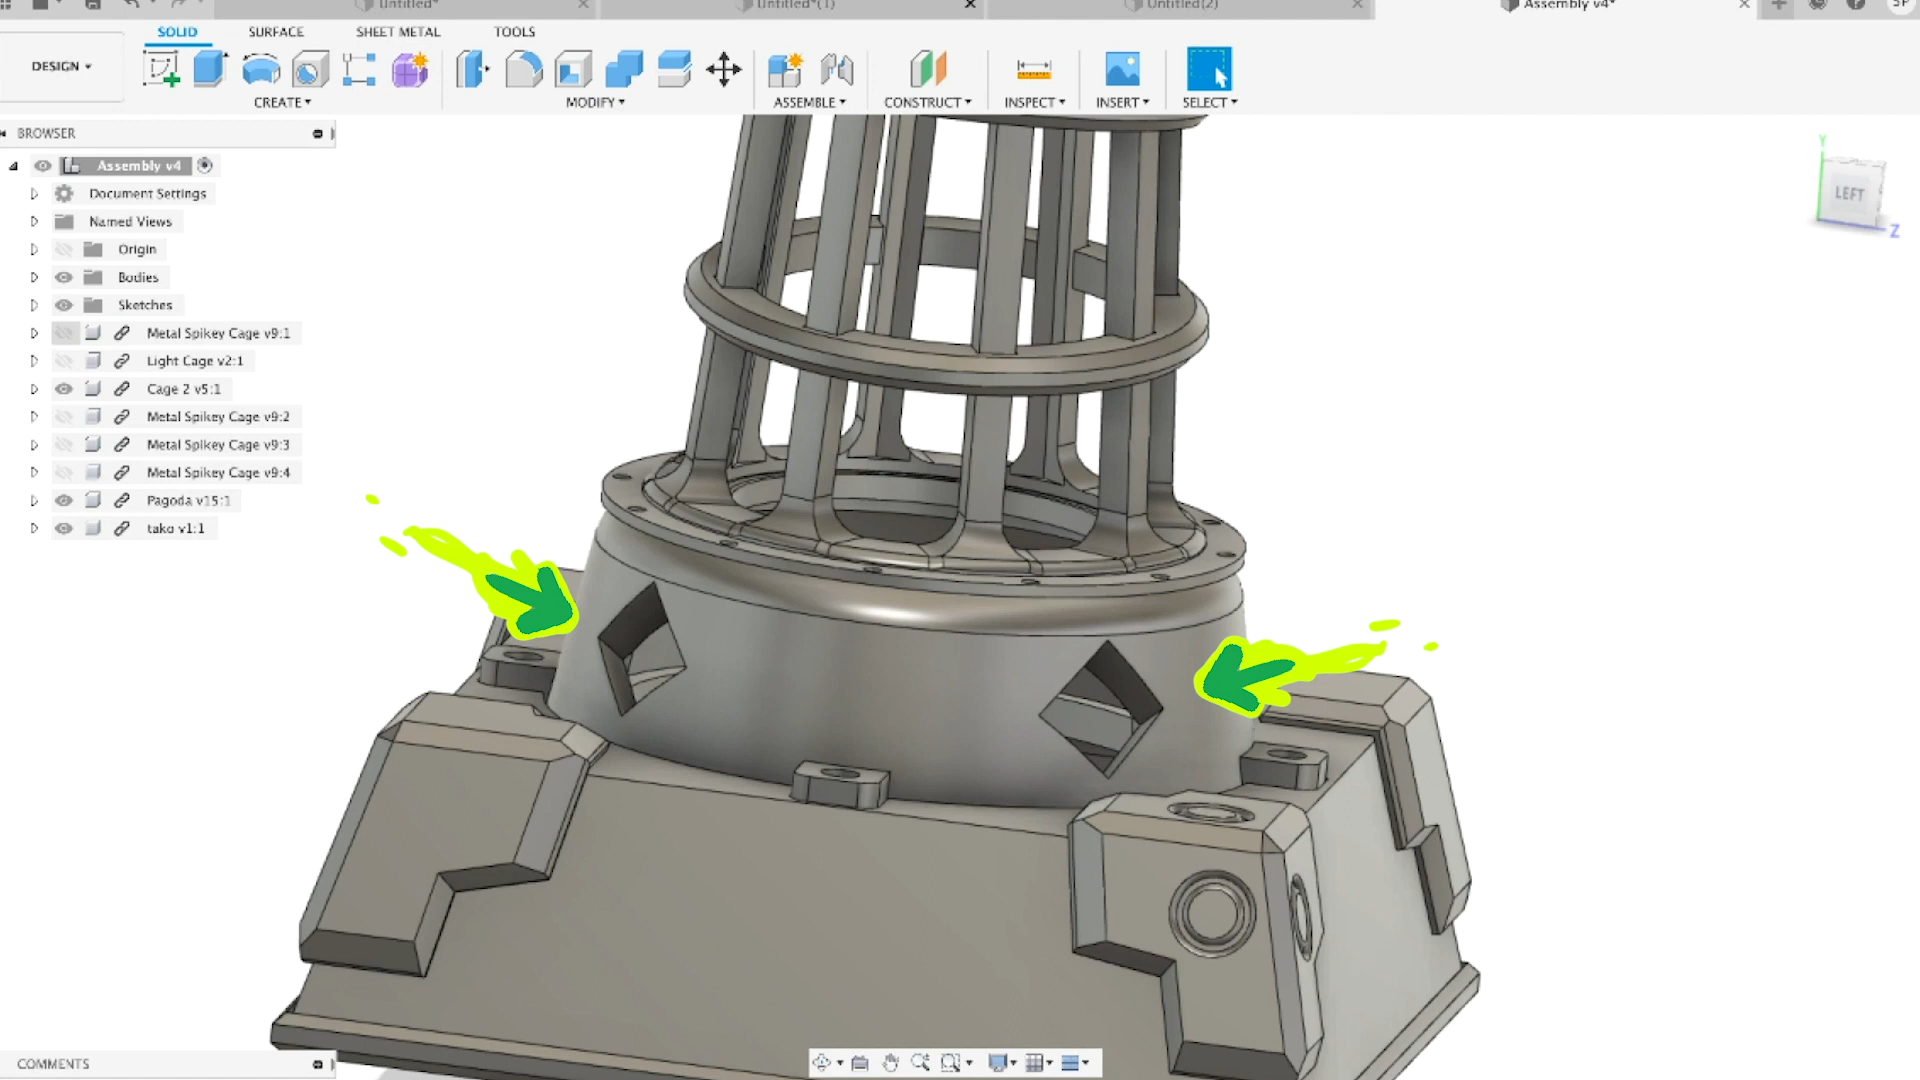 Untitled*
Untitled*(1)
Untitled(2)
Assembly v4*
SP
DESIGN
SOLID
SURFACE
SHEET METAL
TOOLS
CREATE
MODIFY
ASSEMBLE
CONSTRUCT
INSPECT
INSERT
SELECT
BROWSER
Assembly v4
Document Settings
Named Views
Origin
Bodies
Sketches
Metal Spikey Cage v9:1
Light Cage v2:1
Cage 2 v5:1
Metal Spikey Cage v9:2
Metal Spikey Cage v9:3
Metal Spikey Cage v9:4
Pagoda v15:1
tako v1:1
Y
LEFT
Z
COMMENTS